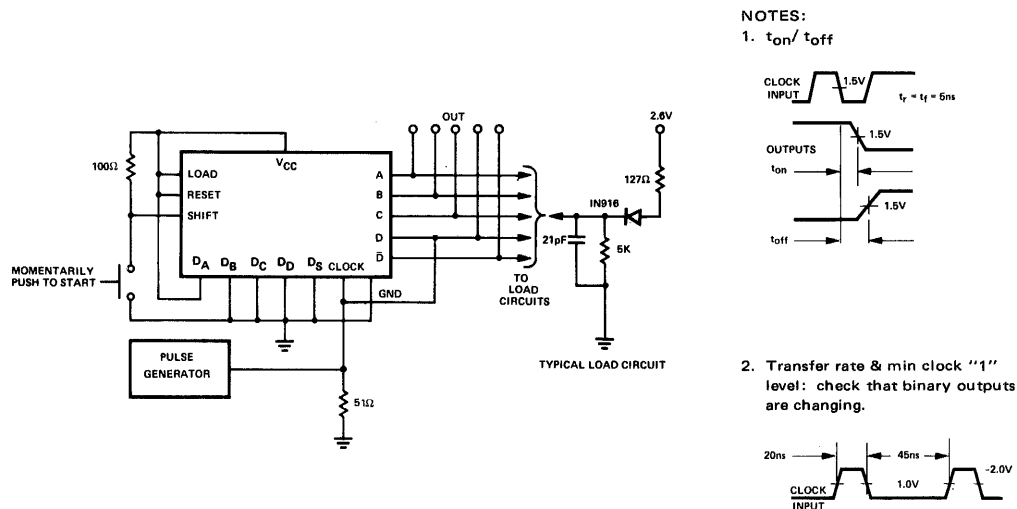 NOTES:
1. ton/ toff
CLOCK
INPUT
1.5V
tr = tf = 5ns
OUTPUTS
1.5V
ton
1.5V
toff
OUT
2.6V
100Ω
VCC
LOAD
RESET
SHIFT
A
B
C
D
D̅
127Ω
IN916
21pF
5K
TO
LOAD
CIRCUITS
DA DB DC DD DS CLOCK
GND
MOMENTARILY
PUSH TO START
PULSE
GENERATOR
51Ω
TYPICAL LOAD CIRCUIT
2. Transfer rate & min clock "1"
level: check that binary outputs
are changing.
20ns
45ns
-2.0V
1.0V
CLOCK
INPUT